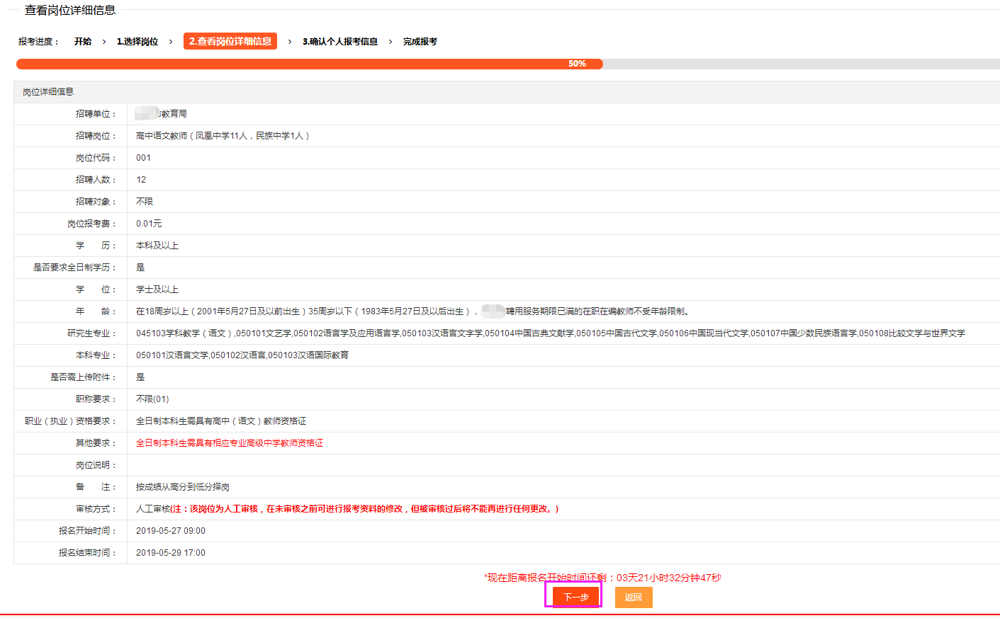 查看岗位详细信息
报考进度： 开始 › 1.选择岗位 › 2.查看岗位详细信息 › 3.确认个人报考信息 › 完成报考
50%
岗位详细信息
招聘单位： 教育局
招聘岗位： 高中语文教师（凤凰中学11人，民族中学1人）
岗位代码： 001
招聘人数： 12
招聘对象： 不限
岗位报考费： 0.01元
学 历： 本科及以上
是否要求全日制学历： 是
学 位： 学士及以上
年 龄： 在18周岁以上（2001年5月27日及以前出生）35周岁以下（1983年5月27日及以后出生）， 聘用服务期限已满的在职在编教师不受年龄限制。
研究生专业： 045103学科教学（语文）,050101文艺学,050102语言学及应用语言学,050103汉语言文字学,050104中国古典文献学,050105中国古代文学,050106中国现当代文学,050107中国少数民族语言学,050108比较文学与世界文学
本科专业： 050101汉语言文学,050102汉语言,050103汉语国际教育
是否需上传附件： 是
职称要求： 不限(01)
职业（执业）资格要求： 全日制本科生需具有高中（语文）教师资格证
其他要求： 全日制本科生需具有相应专业高级中学教师资格证
岗位说明：
备 注： 按成绩从高分到低分择岗
审核方式： 人工审核(注：该岗位为人工审核，在未审核之前可进行报考资料的修改，但被审核过后将不能再进行任何更改。)
报名开始时间： 2019-05-27 09:00
报名结束时间： 2019-05-29 17:00
*现在距离报名开始时间还剩：03天21小时32分钟47秒
下一步 返回